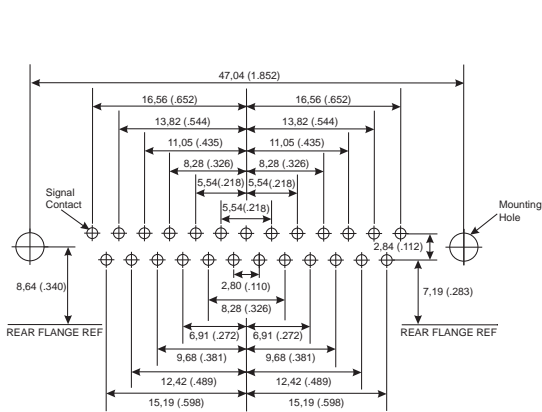 47,04 (1.852)
16,56 (.652) 16,56 (.652)
13,82 (.544) 13,82 (.544)
11,05 (.435) 11,05 (.435)
8,28 (.326) 8,28 (.326)
5,54(.218) 5,54(.218)
Signal
Contact
5,54(.218)
Mounting
Hole
2,84 (.112)
8,64 (.340)
2,80 (.110)
7,19 (.283)
8,28 (.326)
REAR FLANGE REF
6,91 (.272) 6,91 (.272)
REAR FLANGE REF
9,68 (.381) 9,68 (.381)
12,42 (.489) 12,42 (.489)
15,19 (.598) 15,19 (.598)